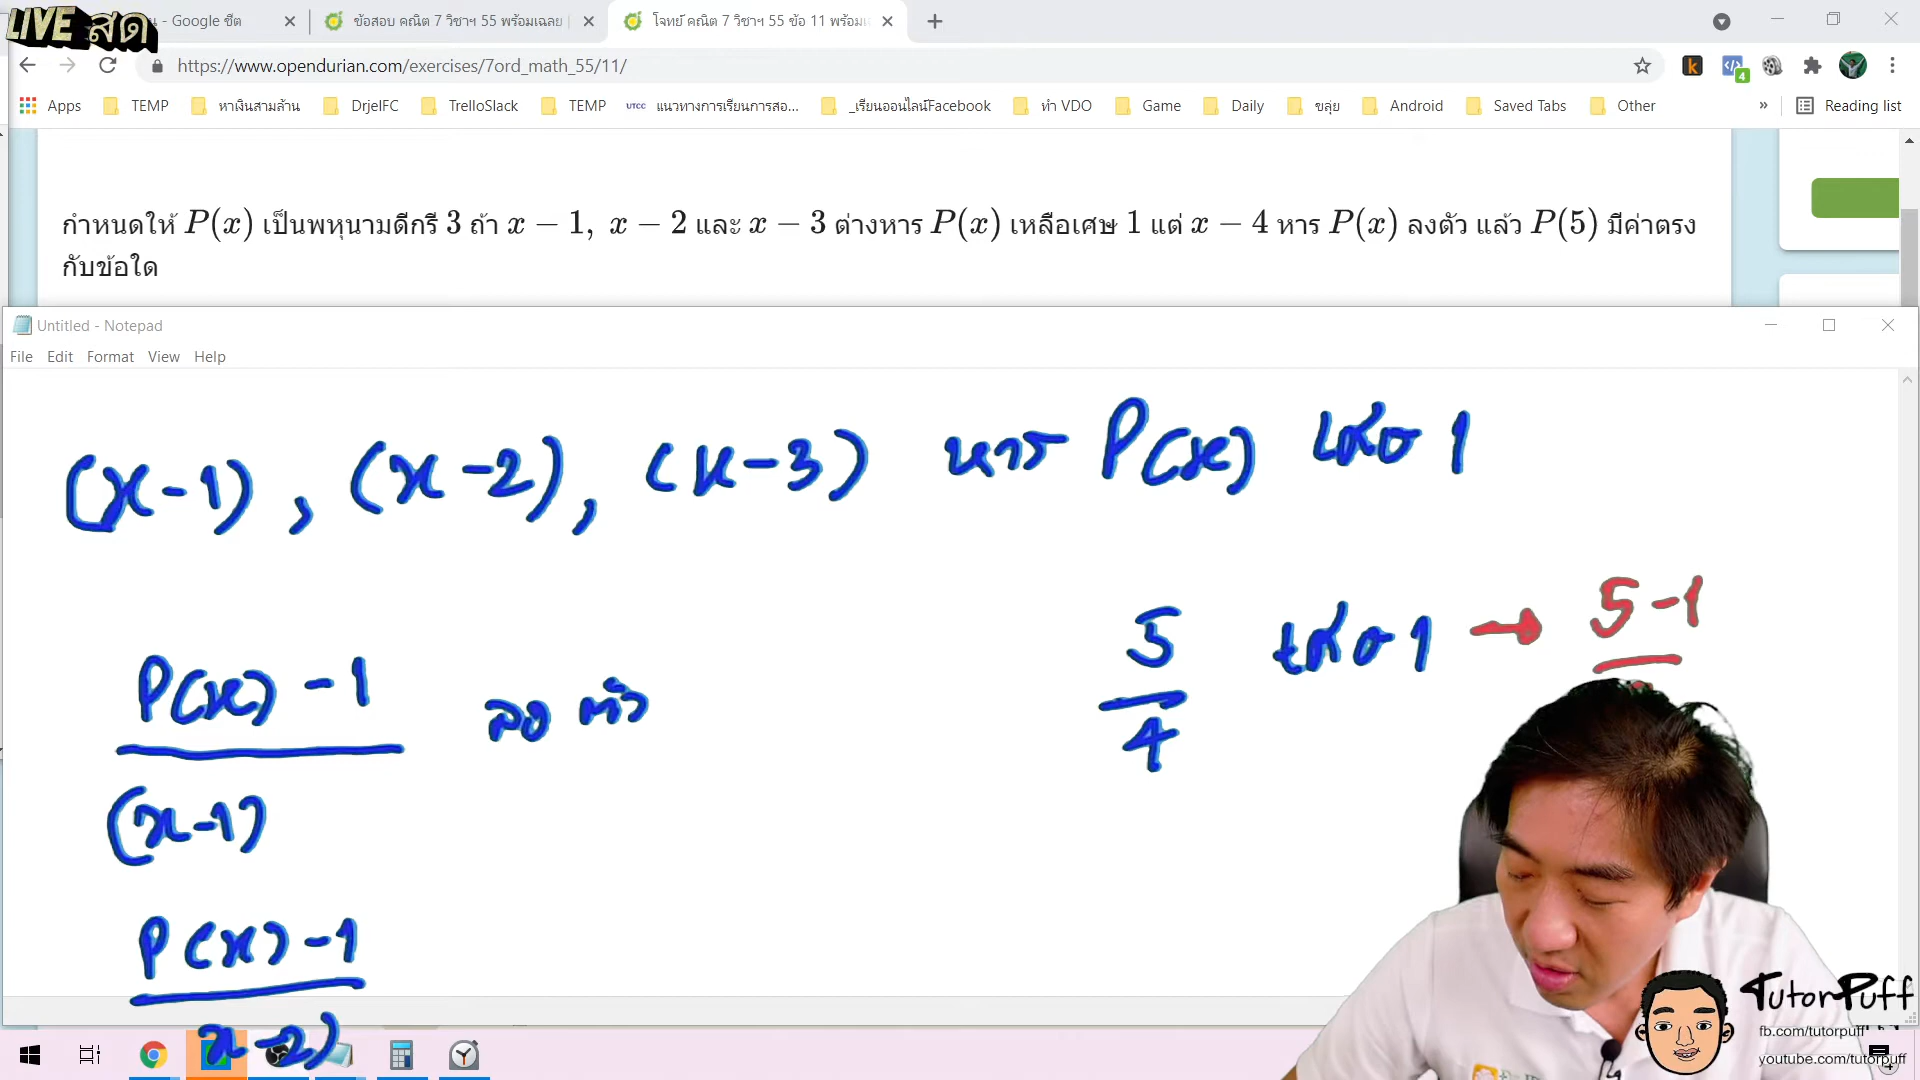 LIVE สด
น - Google ชีต
ข้อสอบ คณิต 7 วิชาฯ 55 พร้อมเฉลย
โจทย์ คณิต 7 วิชาฯ 55 ข้อ 11 พร้อมเ
https://www.opendurian.com/exercises/7ord_math_55/11/
4
Apps TEMP หาเงินสามล้าน DrjelFC TrelloSlack TEMP UTCC แนวทางการเรียนการสอ... _เรียนออนไลน์Facebook ทำ VDO Game Daily ขลุ่ย Android Saved Tabs Other » Reading list
กำหนดให้ P(x) เป็นพหุนามดีกรี 3 ถ้า x − 1, x − 2 และ x − 3 ต่างหาร P(x) เหลือเศษ 1 แต่ x − 4 หาร P(x) ลงตัว แล้ว P(5) มีค่าตรง
กับข้อใด
Untitled - Notepad
File Edit Format View Help
(x-1), (x-2), (x-3) หาร P(x) เศษ 1
5 เศษ 1 → 5-1
4
P(x) -1 ลงตัว
(x-1)
P(x) -1
x-2)
TutorPuff
fb.com/tutorpuff
youtube.com/tutorpuff